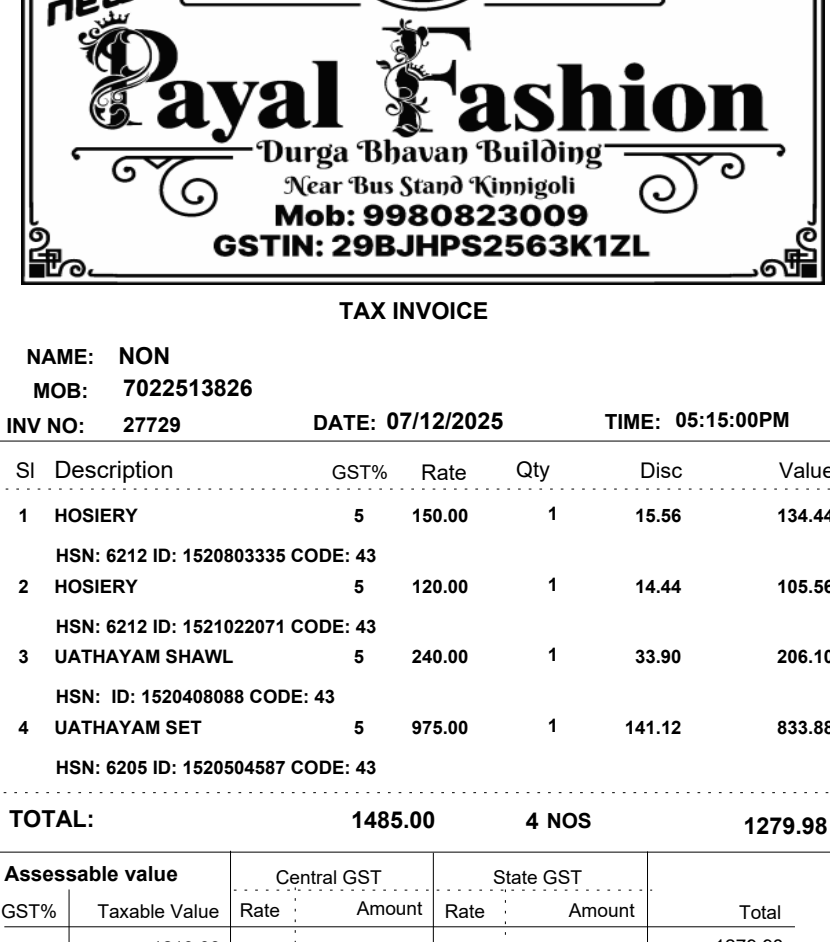 new
Payal Fashion
Durga Bhavan Building
Near Bus Stand Kinnigoli
Mob: 9980823009
GSTIN: 29BJHPS2563K1ZL
TAX INVOICE
NAME: NON
MOB: 7022513826
INV NO: 27729 DATE: 07/12/2025 TIME: 05:15:00PM
Sl Description GST% Rate Qty Disc Value
1 HOSIERY 5 150.00 1 15.56 134.44
HSN: 6212 ID: 1520803335 CODE: 43
2 HOSIERY 5 120.00 1 14.44 105.56
HSN: 6212 ID: 1521022071 CODE: 43
3 UATHAYAM SHAWL 5 240.00 1 33.90 206.10
HSN: ID: 1520408088 CODE: 43
4 UATHAYAM SET 5 975.00 1 141.12 833.88
HSN: 6205 ID: 1520504587 CODE: 43
TOTAL: 1485.00 4 NOS 1279.98
Assessable value Central GST State GST
GST% Taxable Value Rate Amount Rate Amount Total